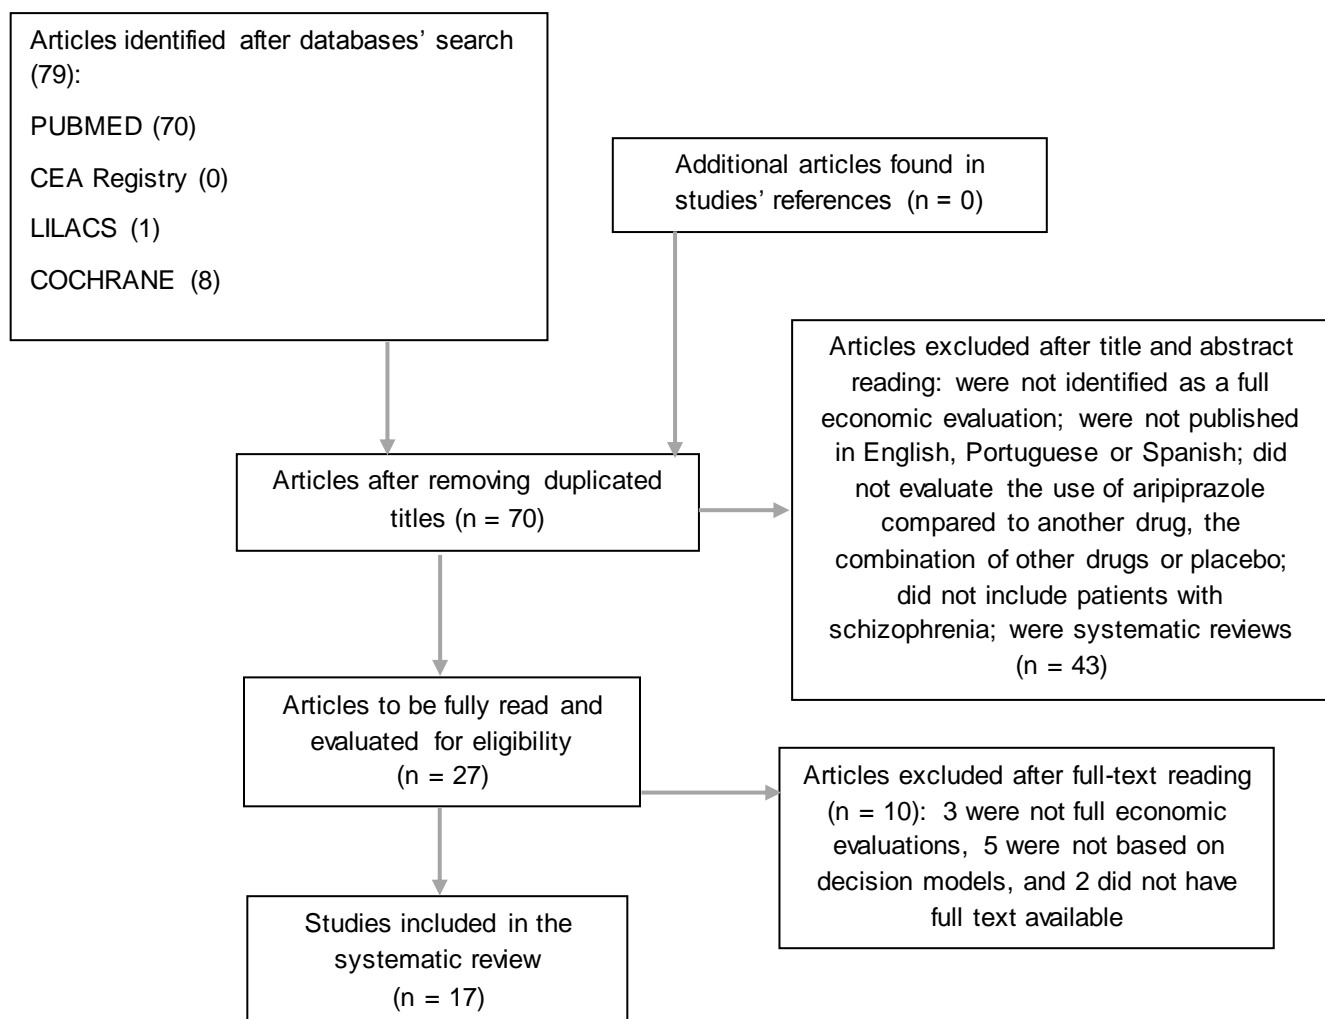 Articles identified after databases’ search
(79):
PUBMED (70)
CEA Registry (0)
LILACS (1)
COCHRANE (8)
Additional articles found in
studies’ references (n = 0)
Articles excluded after title and abstract
reading: were not identified as a full
economic evaluation; were not published
in English, Portuguese or Spanish; did
not evaluate the use of aripiprazole
compared to another drug, the
combination of other drugs or placebo;
did not include patients with
schizophrenia; were systematic reviews
(n = 43)
Articles after removing duplicated
titles (n = 70)
Articles to be fully read and
evaluated for eligibility
(n = 27)
Articles excluded after full-text reading
(n = 10): 3 were not full economic
evaluations, 5 were not based on
decision models, and 2 did not have
full text available
Studies included in the
systematic review
(n = 17)